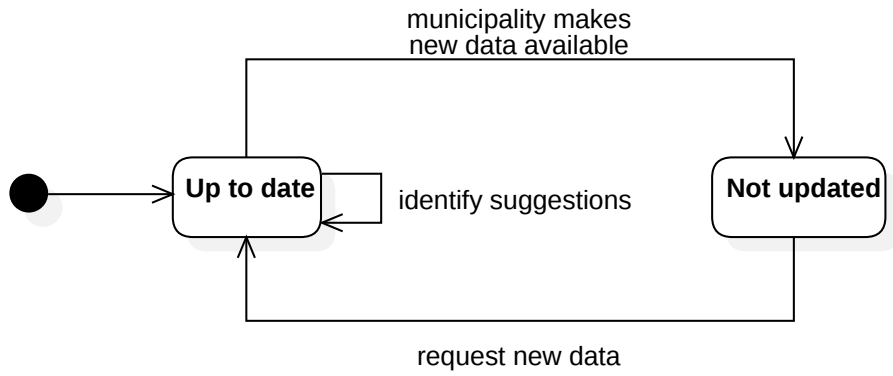 municipality makes
new data available
Up to date
identify suggestions
Not updated
request new data